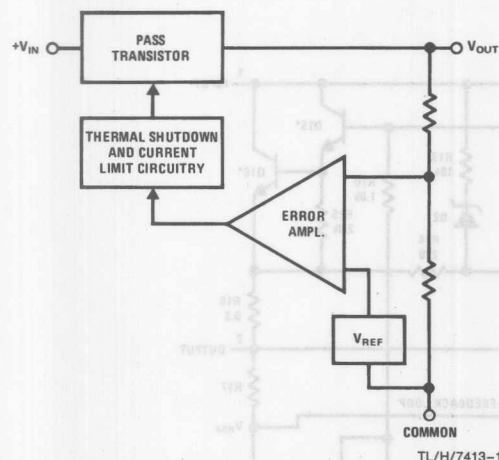 PASS
TRANSISTOR
+VIN
VOUT
THERMAL SHUTDOWN
AND CURRENT
LIMIT CIRCUITRY
ERROR
AMPL.
VREF
COMMON
TL/H/7413-1